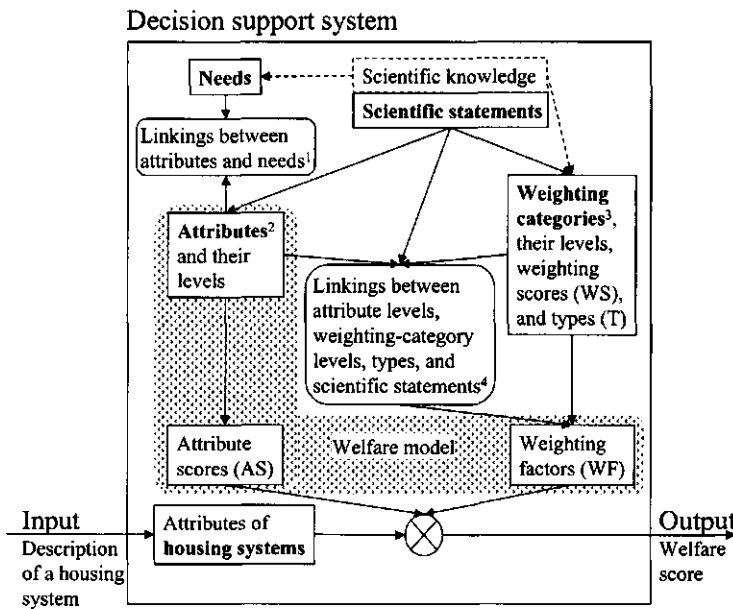 Decision support system
Needs
Scientific knowledge
Scientific statements
Linkings between
attributes and needs¹
Attributes²
and their
levels
Weighting
categories³,
their levels,
weighting
scores (WS),
and types (T)
Linkings between
attribute levels,
weighting-category
levels, types, and
scientific statements⁴
Attribute
scores (AS)
Welfare model
Weighting
factors (WF)
Input
Description
of a housing
system
Attributes of
housing systems
Output
Welfare
score